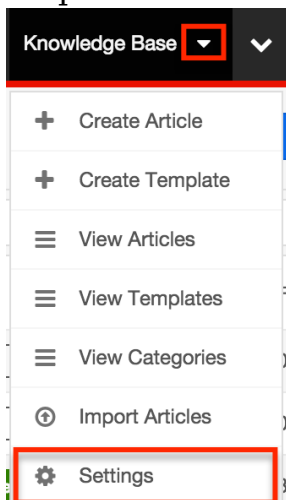 Knowledge Base
Create Article
Create Template
View Articles
View Templates
View Categories
Import Articles
Settings